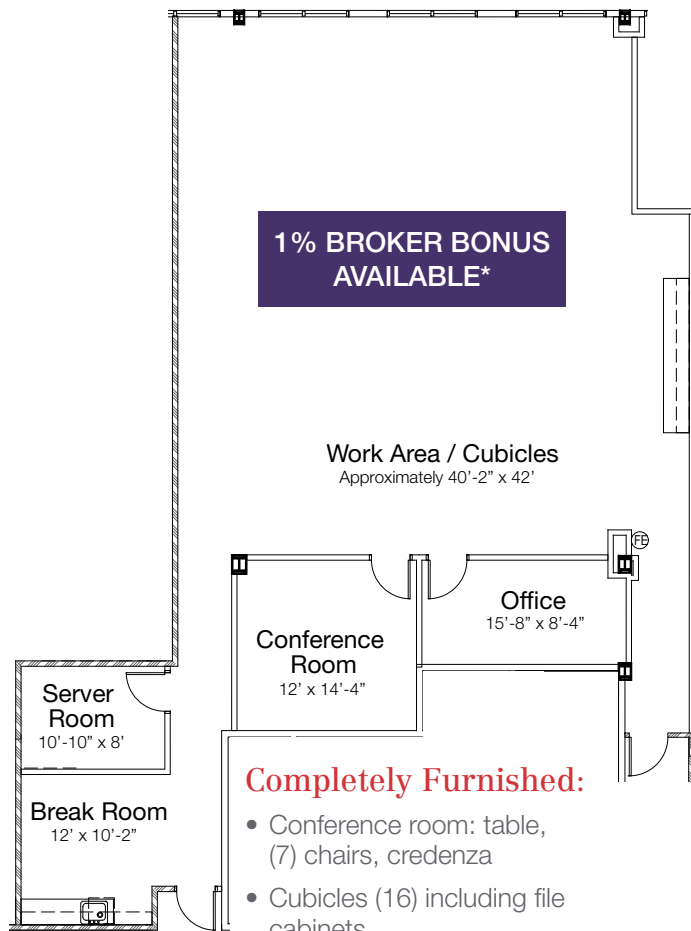 1% BROKER BONUS
AVAILABLE*
Work Area / Cubicles
Approximately 40’-2” x 42’
FE
Office
15’-8” x 8’-4”
Conference
Room
12’ x 14’-4”
Server
Room
10’-10” x 8’
Break Room
12’ x 10’-2”
Completely Furnished:
• Conference room: table,
(7) chairs, credenza
• Cubicles (16) including file
cabinets